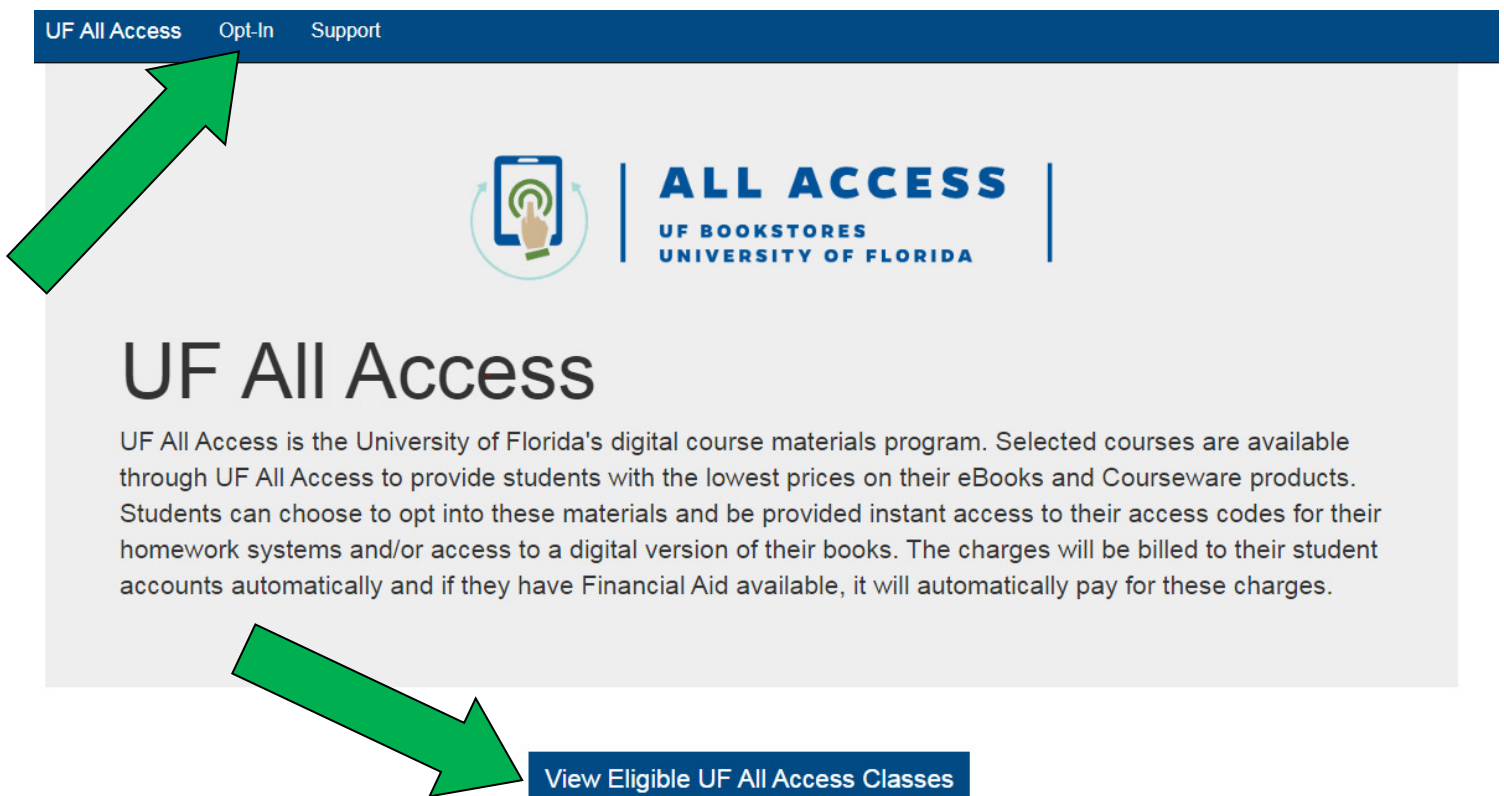 UF All Access Opt-In Support
ALL ACCESS
UF BOOKSTORES
UNIVERSITY OF FLORIDA
UF All Access
UF All Access is the University of Florida's digital course materials program. Selected courses are available
through UF All Access to provide students with the lowest prices on their eBooks and Courseware products.
Students can choose to opt into these materials and be provided instant access to their access codes for their
homework systems and/or access to a digital version of their books. The charges will be billed to their student
accounts automatically and if they have Financial Aid available, it will automatically pay for these charges.
View Eligible UF All Access Classes